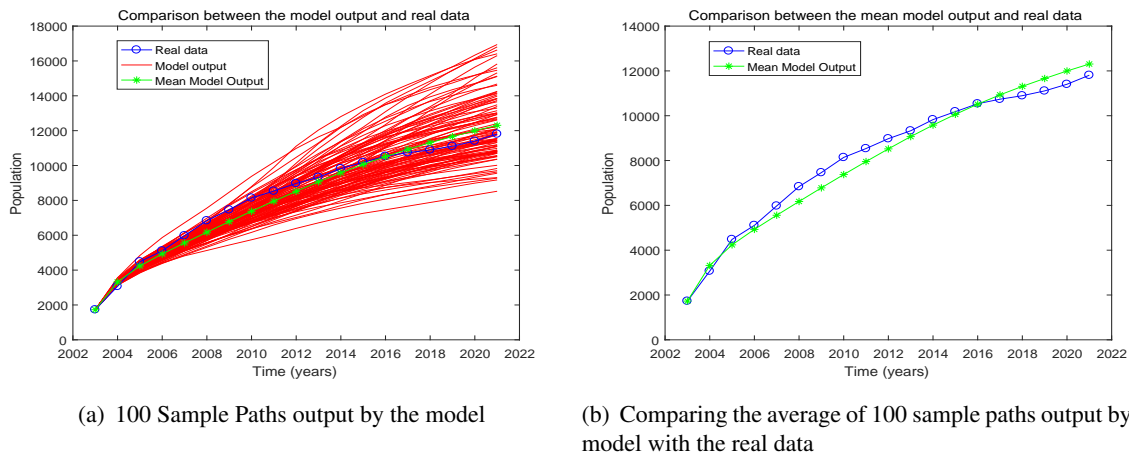 Comparison between the model output and real data
18000
16000
14000
12000
10000
8000
6000
4000
2000
0
Population
Real data
Model output
Mean Model Output
2002 2004 2006 2008 2010 2012 2014 2016 2018 2020 2022
Time (years)
(a) 100 Sample Paths output by the model
Comparison between the mean model output and real data
14000
12000
10000
8000
6000
4000
2000
0
Population
Real data
Mean Model Output
2002 2004 2006 2008 2010 2012 2014 2016 2018 2020 2022
Time (years)
(b) Comparing the average of 100 sample paths output by
model with the real data